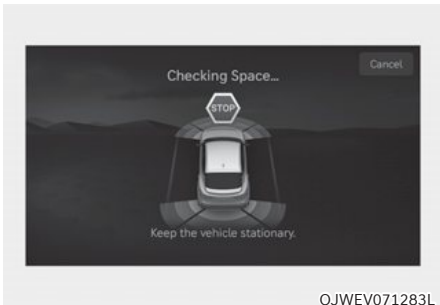 Cancel
Checking Space...
STOP
Keep the vehicle stationary.
OJWEV071283L